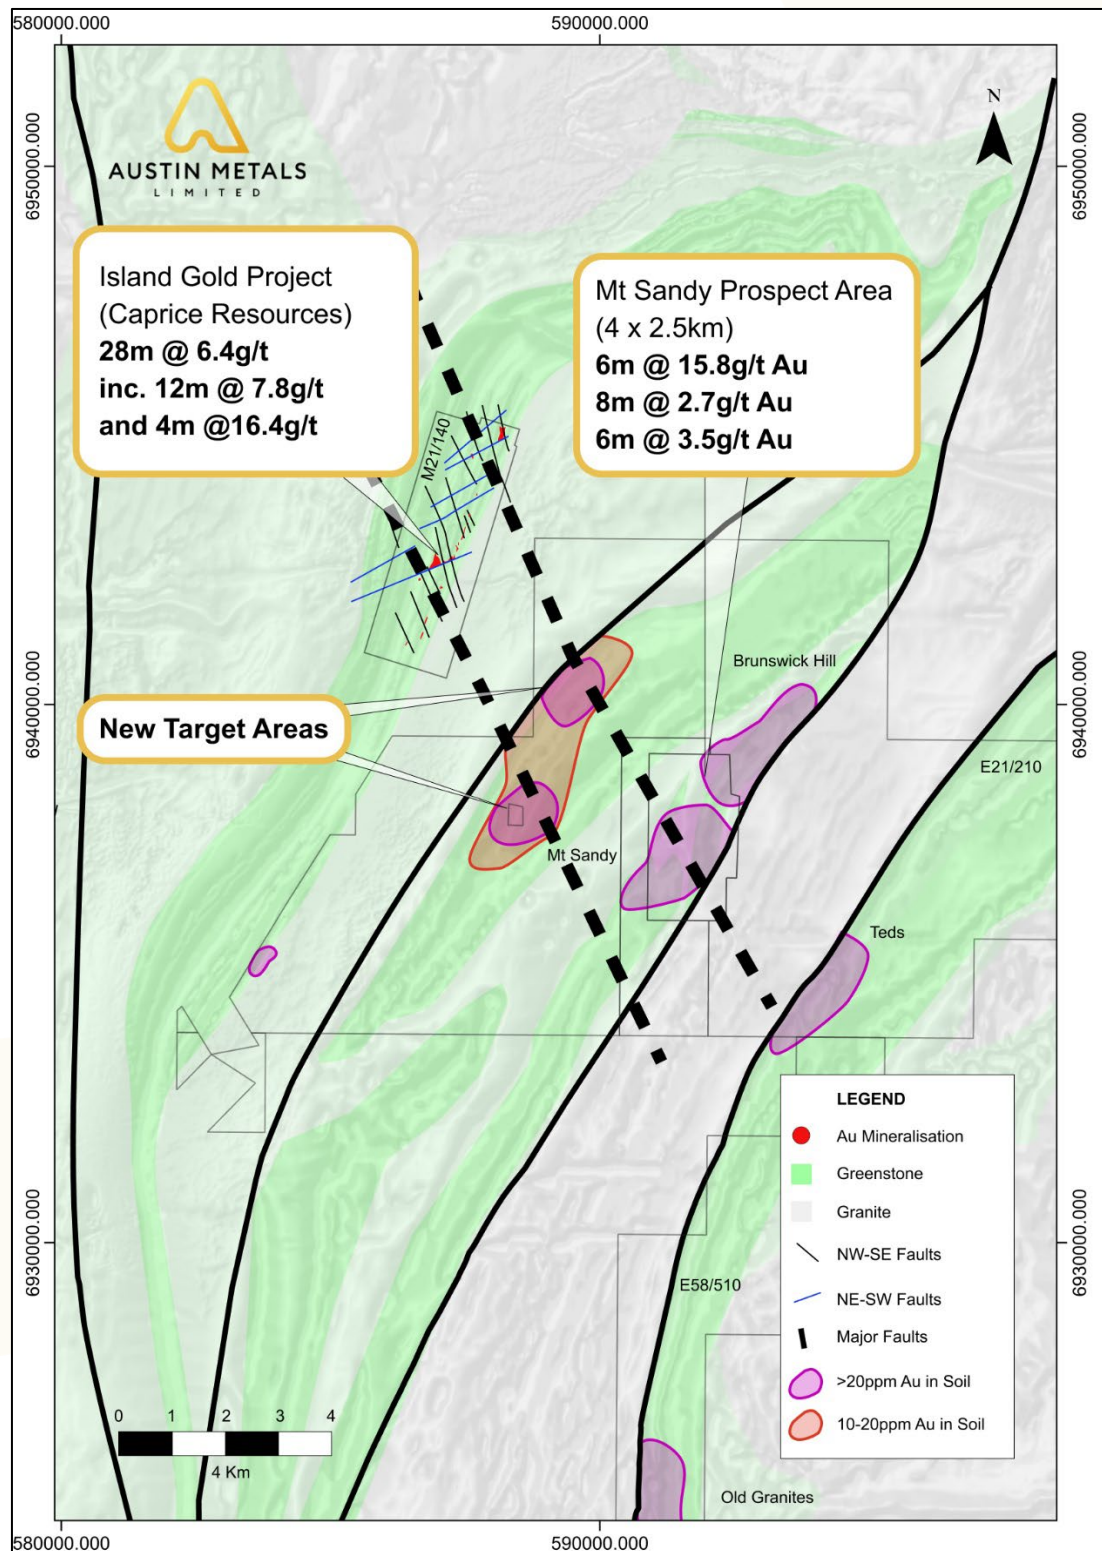 580000.000
590000.000
N
AUSTIN METALS
LIMITED
6950000.000
6950000.000
Island Gold Project
(Caprice Resources)
28m @ 6.4g/t
inc. 12m @ 7.8g/t
and 4m @16.4g/t
Mt Sandy Prospect Area
(4 x 2.5km)
6m @ 15.8g/t Au
8m @ 2.7g/t Au
6m @ 3.5g/t Au
M21/140
Brunswick Hill
6940000.000
6940000.000
New Target Areas
E21/210
Mt Sandy
Teds
LEGEND
Au Mineralisation
Greenstone
Granite
NW-SE Faults
NE-SW Faults
Major Faults
>20ppm Au in Soil
10-20ppm Au in Soil
6930000.000
6930000.000
E58/510
0 1 2 3 4
4 Km
Old Granites
580000.000
590000.000